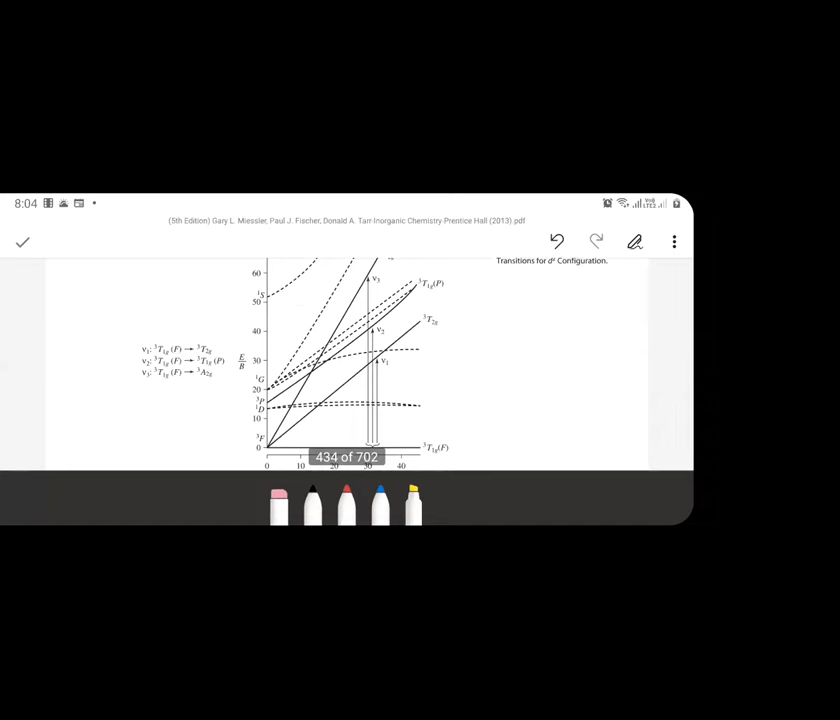 8:04
(5th Edition) Gary L. Miessler, Paul J. Fischer, Donald A. Tarr-Inorganic Chemistry-Prentice Hall (2013).pdf
Transitions for d² Configuration.
60
ν₃
³T₁g(P)
¹S
50
³T₂g
40
ν₂
ν₁: ³T₁g (F) → ³T₂g
ν₂: ³T₁g (F) → ³T₁g (P)
ν₃: ³T₁g (F) → ³A₂g
E/B
30
ν₁
¹G
20
³P
¹D
10
³F
0
³T₁g(F)
434 of 702
0 10 20 30 40